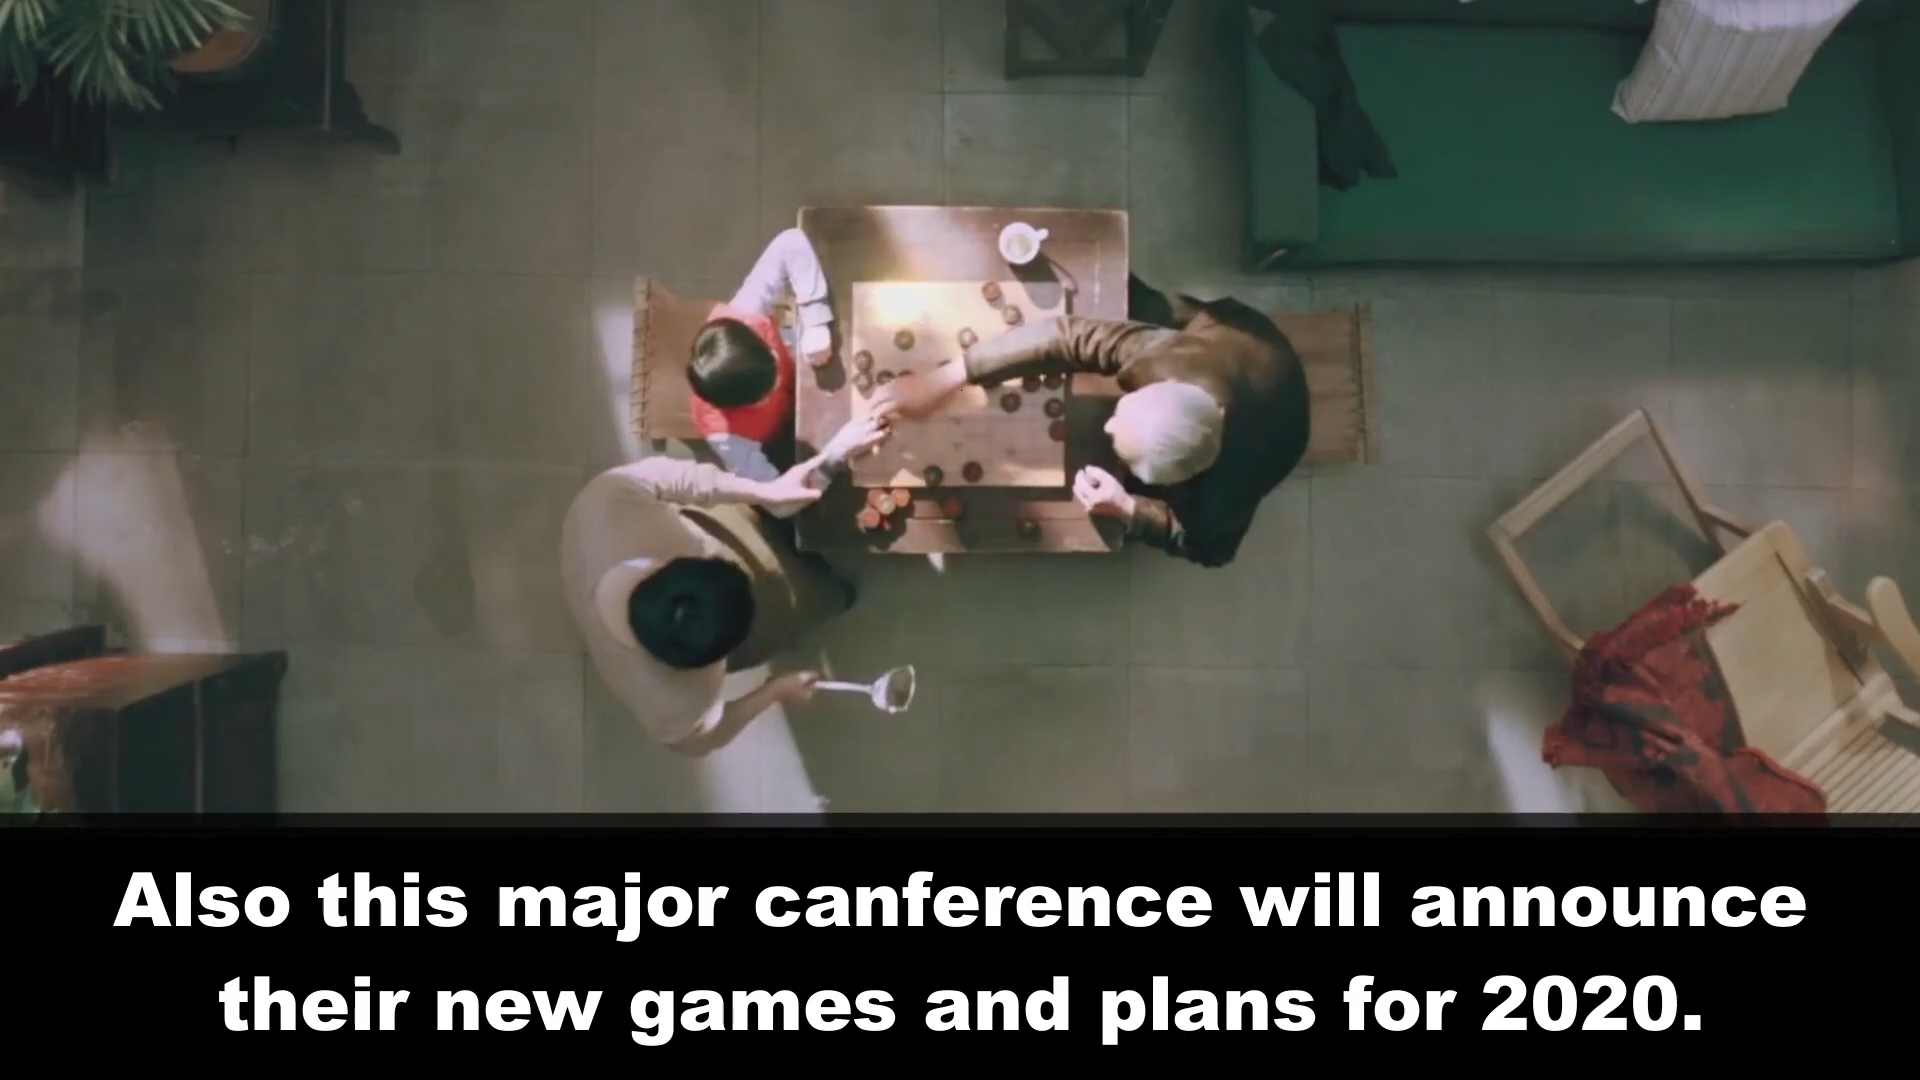 Also this major canference will announce
their new games and plans for 2020.